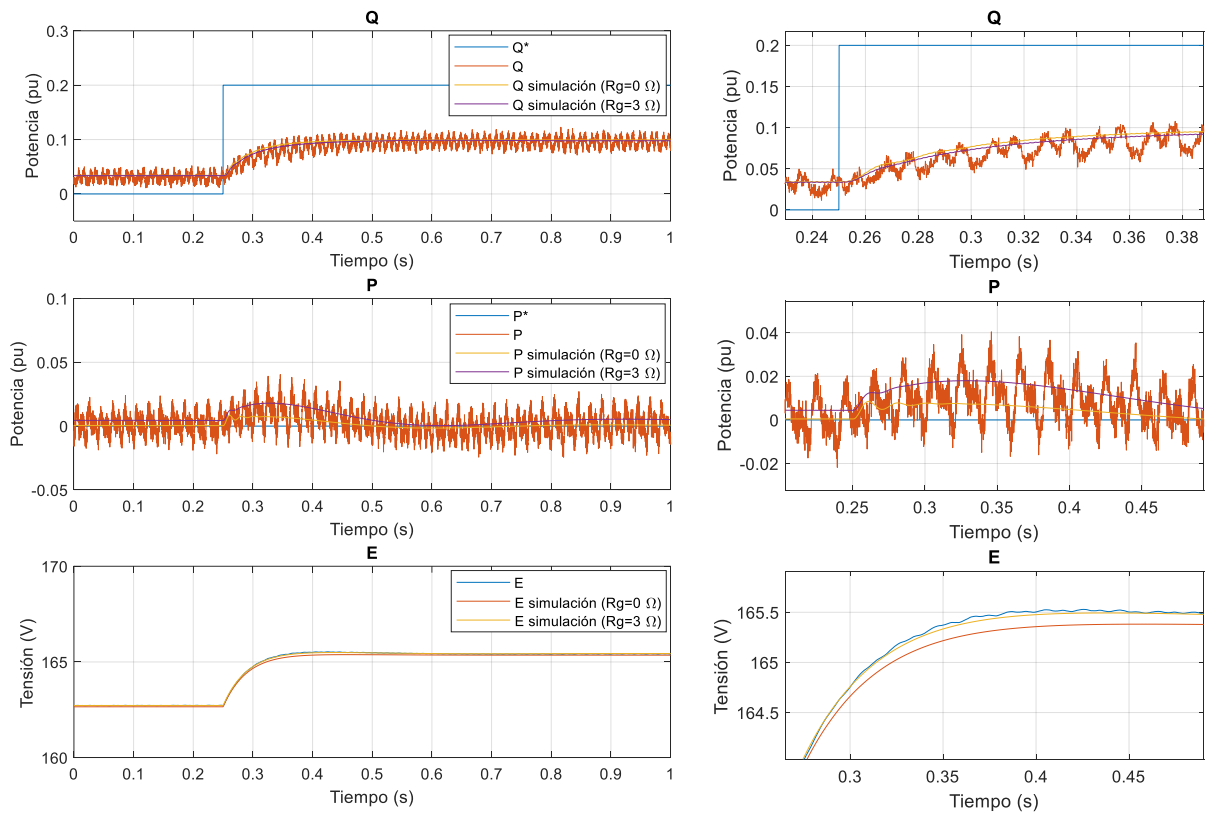 Q
0.3
0.2
0.1
0
Potencia (pu)
Q*
Q
Q simulación (Rg=0 Ω)
Q simulación (Rg=3 Ω)
0 0.1 0.2 0.3 0.4 0.5 0.6 0.7 0.8 0.9 1
Tiempo (s)
Q
0.2
0.15
0.1
0.05
0
Potencia (pu)
0.24 0.26 0.28 0.3 0.32 0.34 0.36 0.38
Tiempo (s)
P
0.1
0.05
0
-0.05
Potencia (pu)
P*
P
P simulación (Rg=0 Ω)
P simulación (Rg=3 Ω)
0 0.1 0.2 0.3 0.4 0.5 0.6 0.7 0.8 0.9 1
Tiempo (s)
P
0.04
0.02
0
-0.02
Potencia (pu)
0.25 0.3 0.35 0.4 0.45
Tiempo (s)
E
170
165
160
Tensión (V)
E
E simulación (Rg=0 Ω)
E simulación (Rg=3 Ω)
0 0.1 0.2 0.3 0.4 0.5 0.6 0.7 0.8 0.9 1
Tiempo (s)
E
165.5
165
164.5
Tensión (V)
0.3 0.35 0.4 0.45
Tiempo (s)